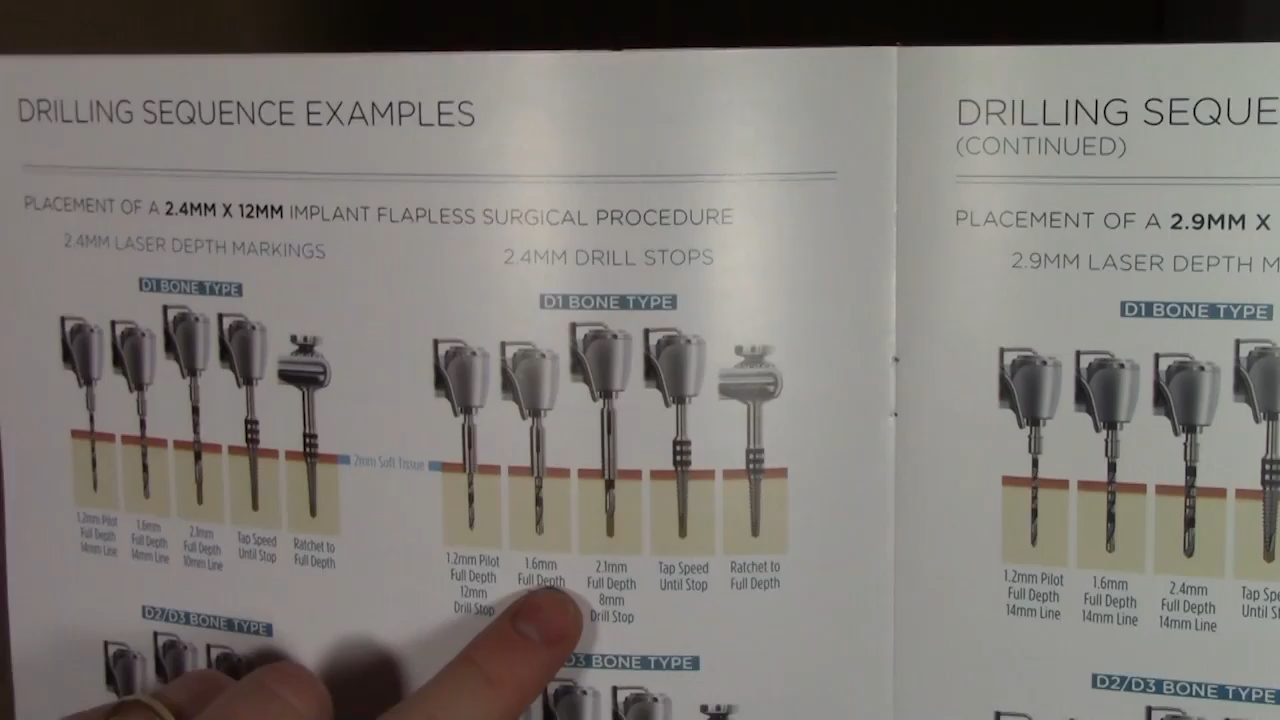 DRILLING SEQUENCE EXAMPLES
PLACEMENT OF A 2.4MM X 12MM IMPLANT FLAPLESS SURGICAL PROCEDURE
2.4MM LASER DEPTH MARKINGS
D1 BONE TYPE
1.2mm Pilot
Full Depth
14mm Line
1.6mm
Full Depth
14mm Line
2.1mm
Full Depth
10mm Line
Tap Speed
Until Stop
Ratchet to
Full Depth
2mm Soft Tissue
2.4MM DRILL STOPS
D1 BONE TYPE
1.2mm Pilot
Full Depth
12mm
Drill Stop
1.6mm
Full Depth
2.1mm
Full Depth
8mm
Drill Stop
Tap Speed
Until Stop
Ratchet to
Full Depth
D2/D3 BONE TYPE
D3 BONE TYPE
DRILLING SEQUE
(CONTINUED)
PLACEMENT OF A 2.9MM X
2.9MM LASER DEPTH M
D1 BONE TYPE
1.2mm Pilot
Full Depth
14mm Line
1.6mm
Full Depth
14mm Line
2.4mm
Full Depth
14mm Line
Tap Spe
Until S
D2/D3 BONE TYPE